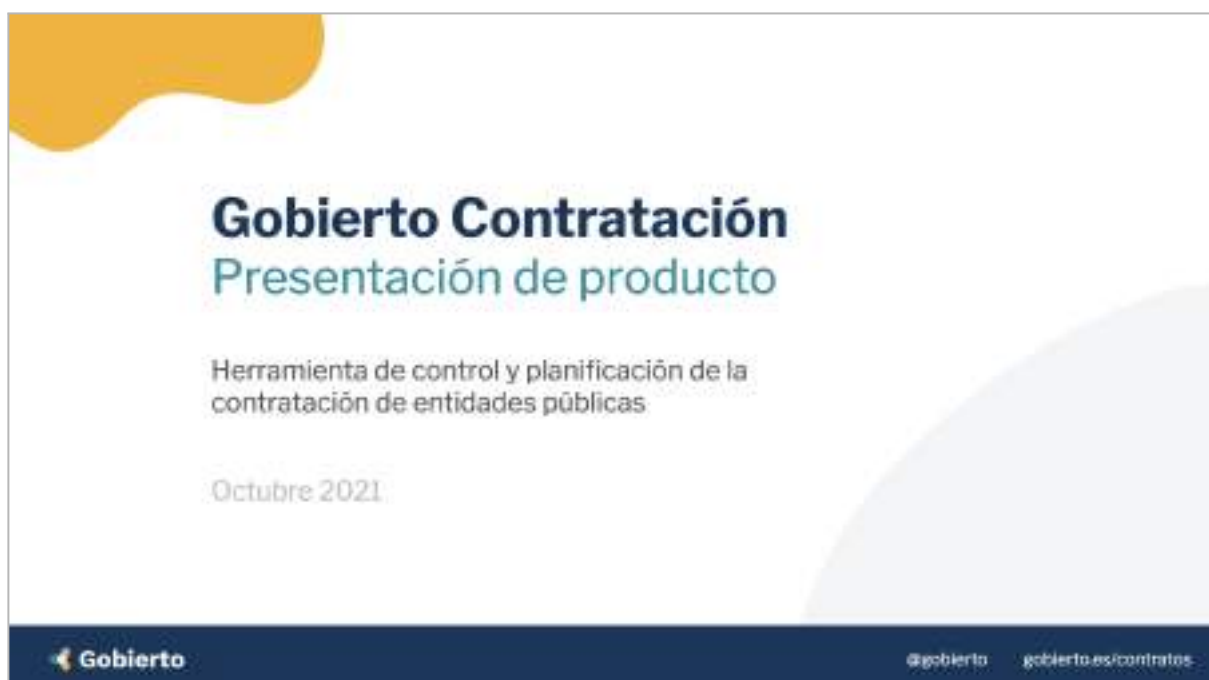 Gobierto Contratación
Presentación de producto
Herramienta de control y planificación de la
contratación de entidades públicas
Octubre 2021
Gobierto
@gobierto gobierto.es/contratos